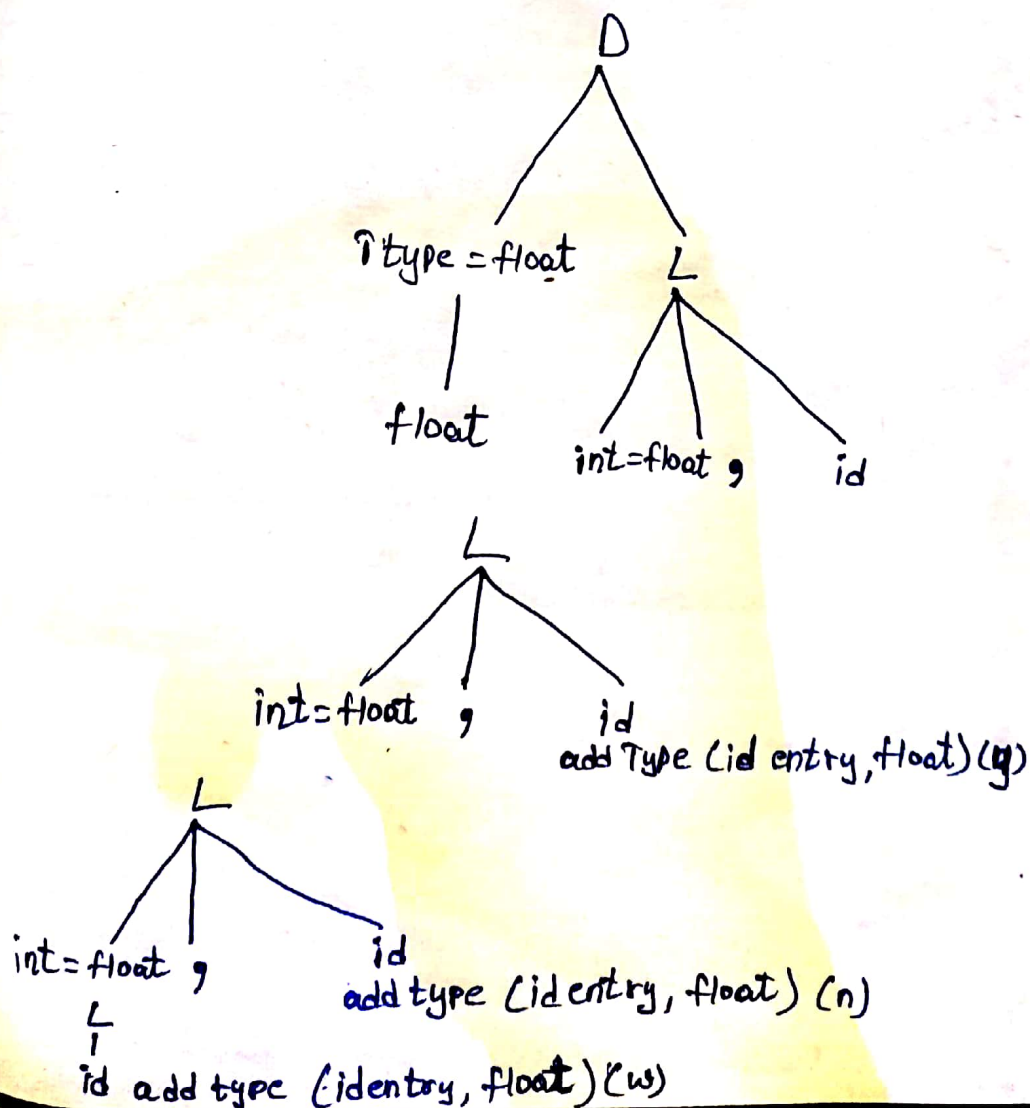 D
Ttype = float L
float
int=float , id
L
int=float , id
add Type (id entry, float) (y)
L
int=float , id
add type (id entry, float) (n)
L
id add type (identry, float) (w)